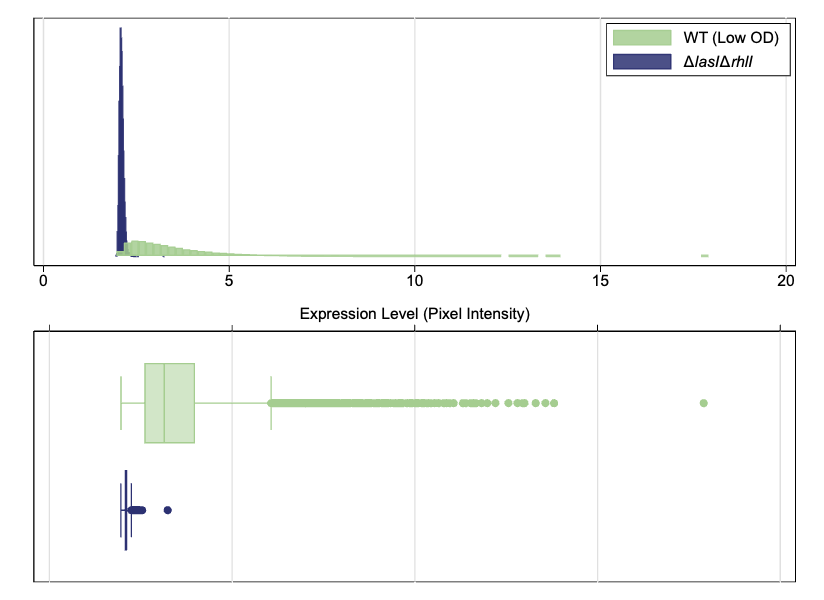 WT (Low OD)
ΔlasIΔrhlI
0 5 10 15 20
Expression Level (Pixel Intensity)